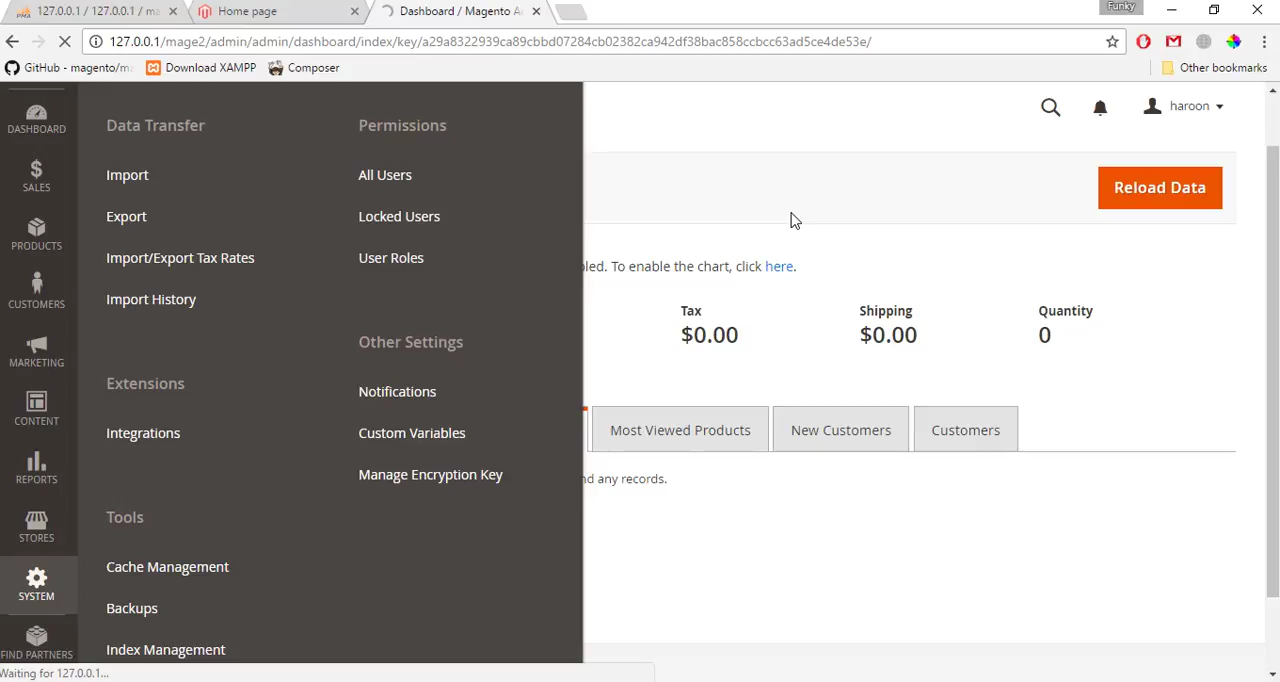 127.0.0.1 / 127.0.0.1 / ma
Home page
Dashboard / Magento A
Funky
127.0.0.1/mage2/admin/admin/dashboard/index/key/a29a8322939ca89cbbd07284cb02382ca942df38bac858ccbcc63ad5ce4de53e/
GitHub - magento/m
Download XAMPP
Composer
Other bookmarks
DASHBOARD
SALES
PRODUCTS
CUSTOMERS
MARKETING
CONTENT
REPORTS
STORES
SYSTEM
FIND PARTNERS
Data Transfer
Import
Export
Import/Export Tax Rates
Import History
Extensions
Integrations
Tools
Cache Management
Backups
Index Management
Permissions
All Users
Locked Users
User Roles
Other Settings
Notifications
Custom Variables
Manage Encryption Key
haroon
Reload Data
oled. To enable the chart, click here.
Tax
$0.00
Shipping
$0.00
Quantity
0
Most Viewed Products
New Customers
Customers
nd any records.
Waiting for 127.0.0.1...